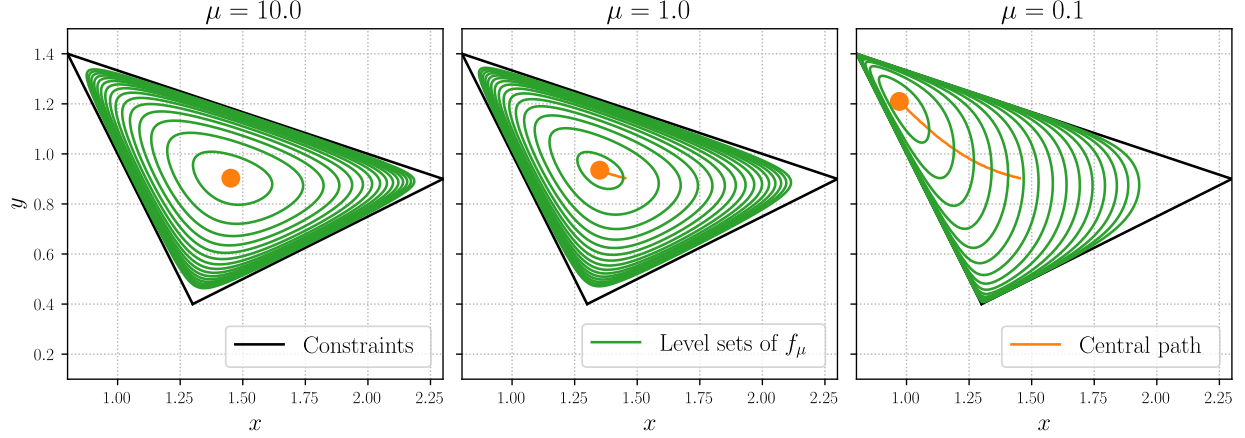 μ = 10.0
μ = 1.0
μ = 0.1
y
1.4
1.2
1.0
0.8
0.6
0.4
0.2
1.00 1.25 1.50 1.75 2.00 2.25
x
Constraints
1.00 1.25 1.50 1.75 2.00 2.25
x
Level sets of f_μ
1.00 1.25 1.50 1.75 2.00 2.25
x
Central path